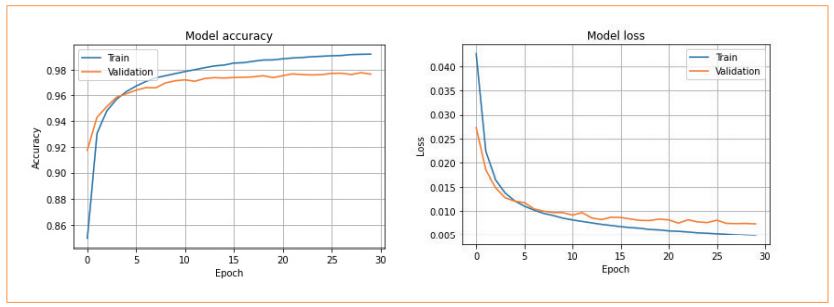 Model accuracy
Train
Validation
0.98
0.96
0.94
0.92
0.90
0.88
0.86
Accuracy
0 5 10 15 20 25 30
Epoch
Model loss
Train
Validation
0.040
0.035
0.030
0.025
0.020
0.015
0.010
0.005
Loss
0 5 10 15 20 25 30
Epoch